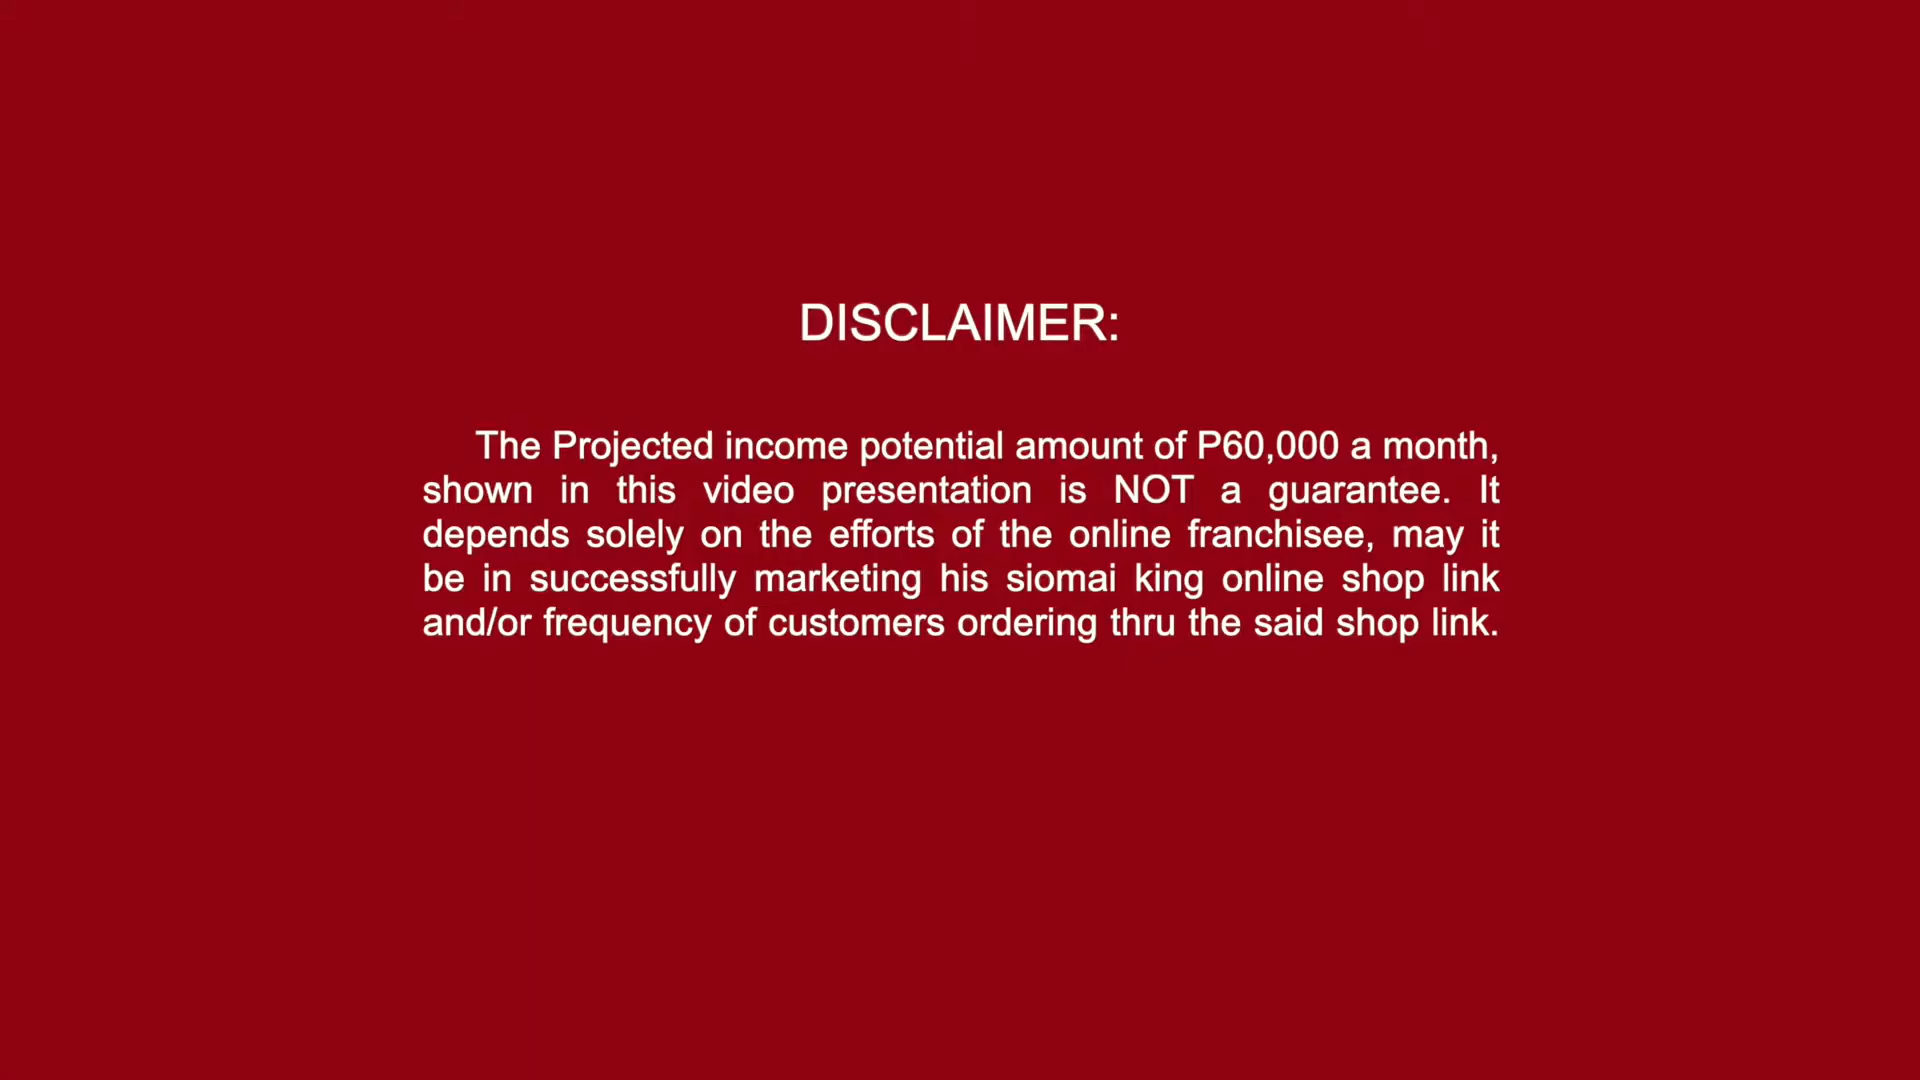 DISCLAIMER:
The Projected income potential amount of P60,000 a month,
shown in this video presentation is NOT a guarantee. It
depends solely on the efforts of the online franchisee, may it
be in successfully marketing his siomai king online shop link
and/or frequency of customers ordering thru the said shop link.